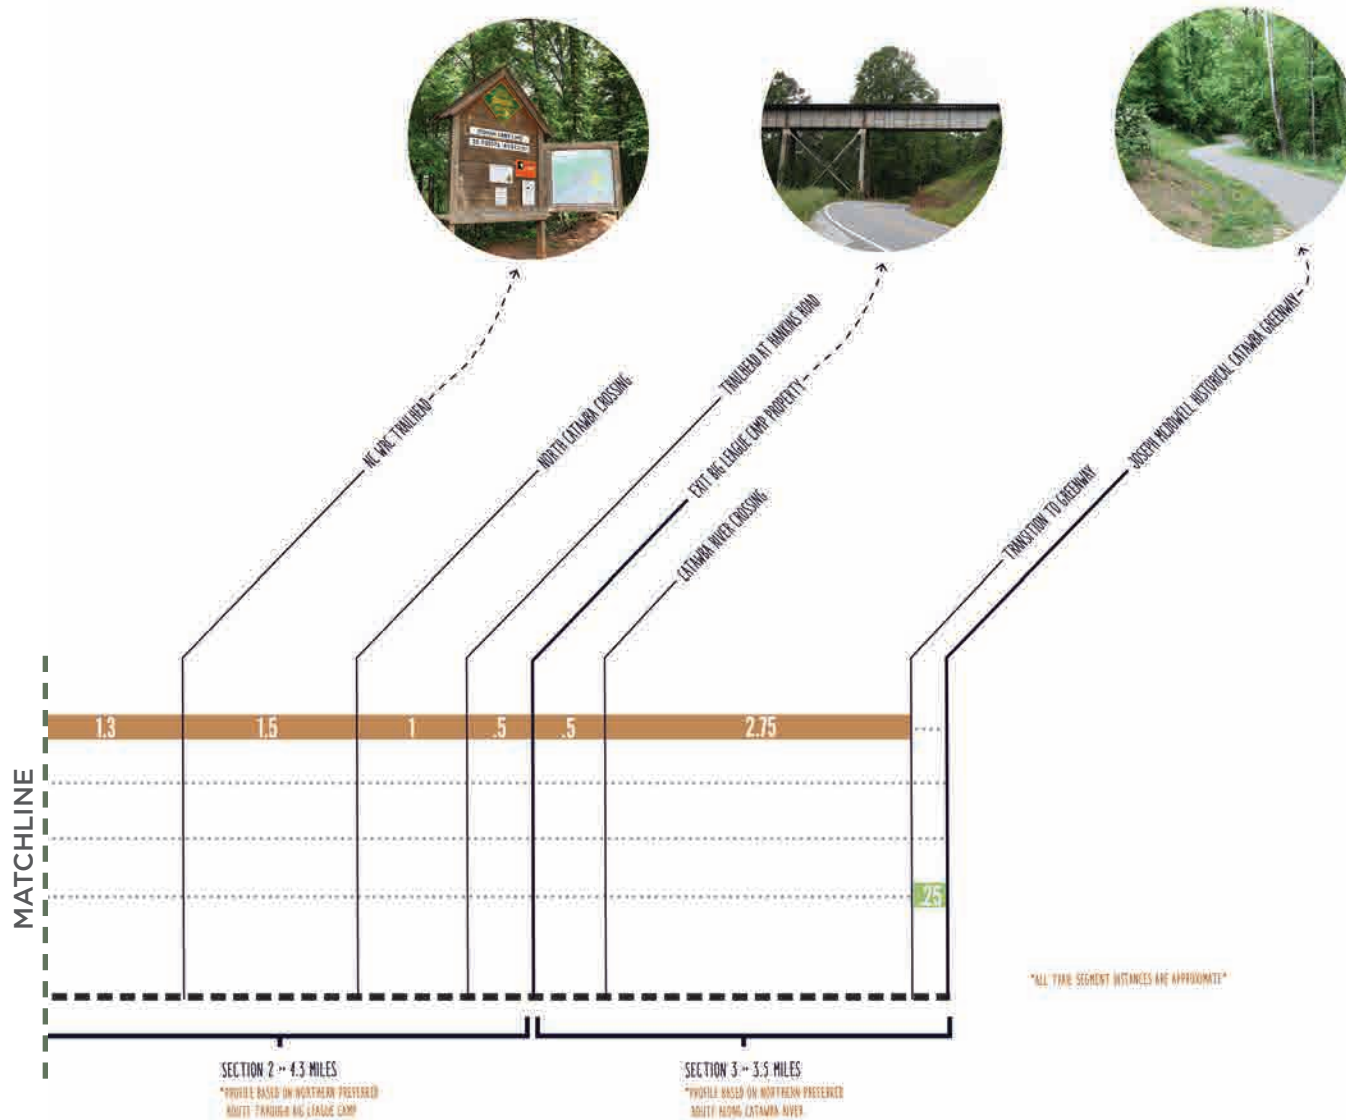 NC WRC TRAILHEAD
NORTH CATAWBA CROSSING
TRAILHEAD AT HANKINS ROAD
EXIT BIG LEAGUE CAMP PROPERTY
CATAWBA RIVER CROSSING
TRANSITION TO GREENWAY
JOSEPH MCDOWELL HISTORICAL CATAWBA GREENWAY
1.3 1.5 1 .5 .5 2.75
.25
MATCHLINE
*ALL TRAIL SEGMENT DISTANCES ARE APPROXIMATE*
SECTION 2 - 4.3 MILES
*PROFILE BASED ON NORTHERN PREFERRED
ROUTE THROUGH BIG LEAGUE CAMP
SECTION 3 - 3.5 MILES
*PROFILE BASED ON NORTHERN PREFERRED
ROUTE ALONG CATAWBA RIVER